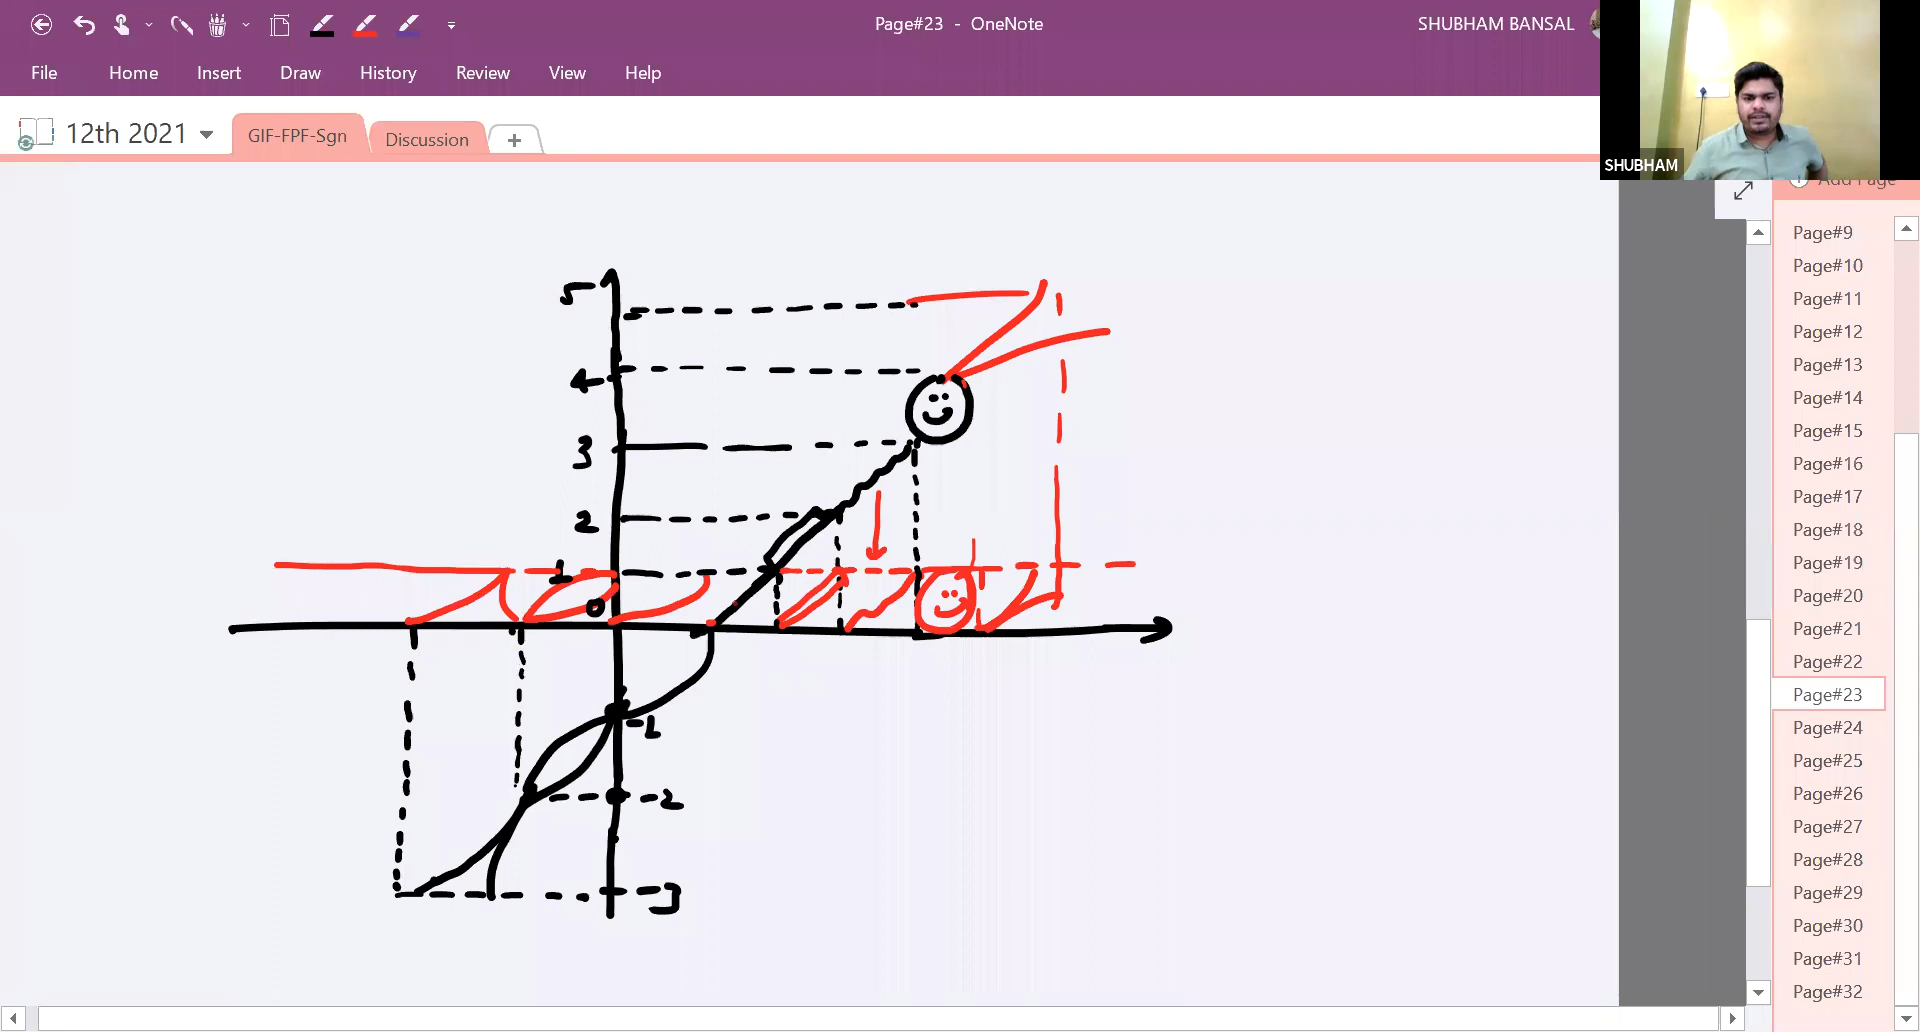 Page#23 - OneNote
SHUBHAM BANSAL
File Home Insert Draw History Review View Help
12th 2021
GIF-FPF-Sgn
Discussion
SHUBHAM
Add Page
Page#9
Page#10
Page#11
Page#12
Page#13
Page#14
Page#15
Page#16
Page#17
Page#18
Page#19
Page#20
Page#21
Page#22
Page#23
Page#24
Page#25
Page#26
Page#27
Page#28
Page#29
Page#30
Page#31
Page#32
5
4
3
2
1
0
-1
-2
-3